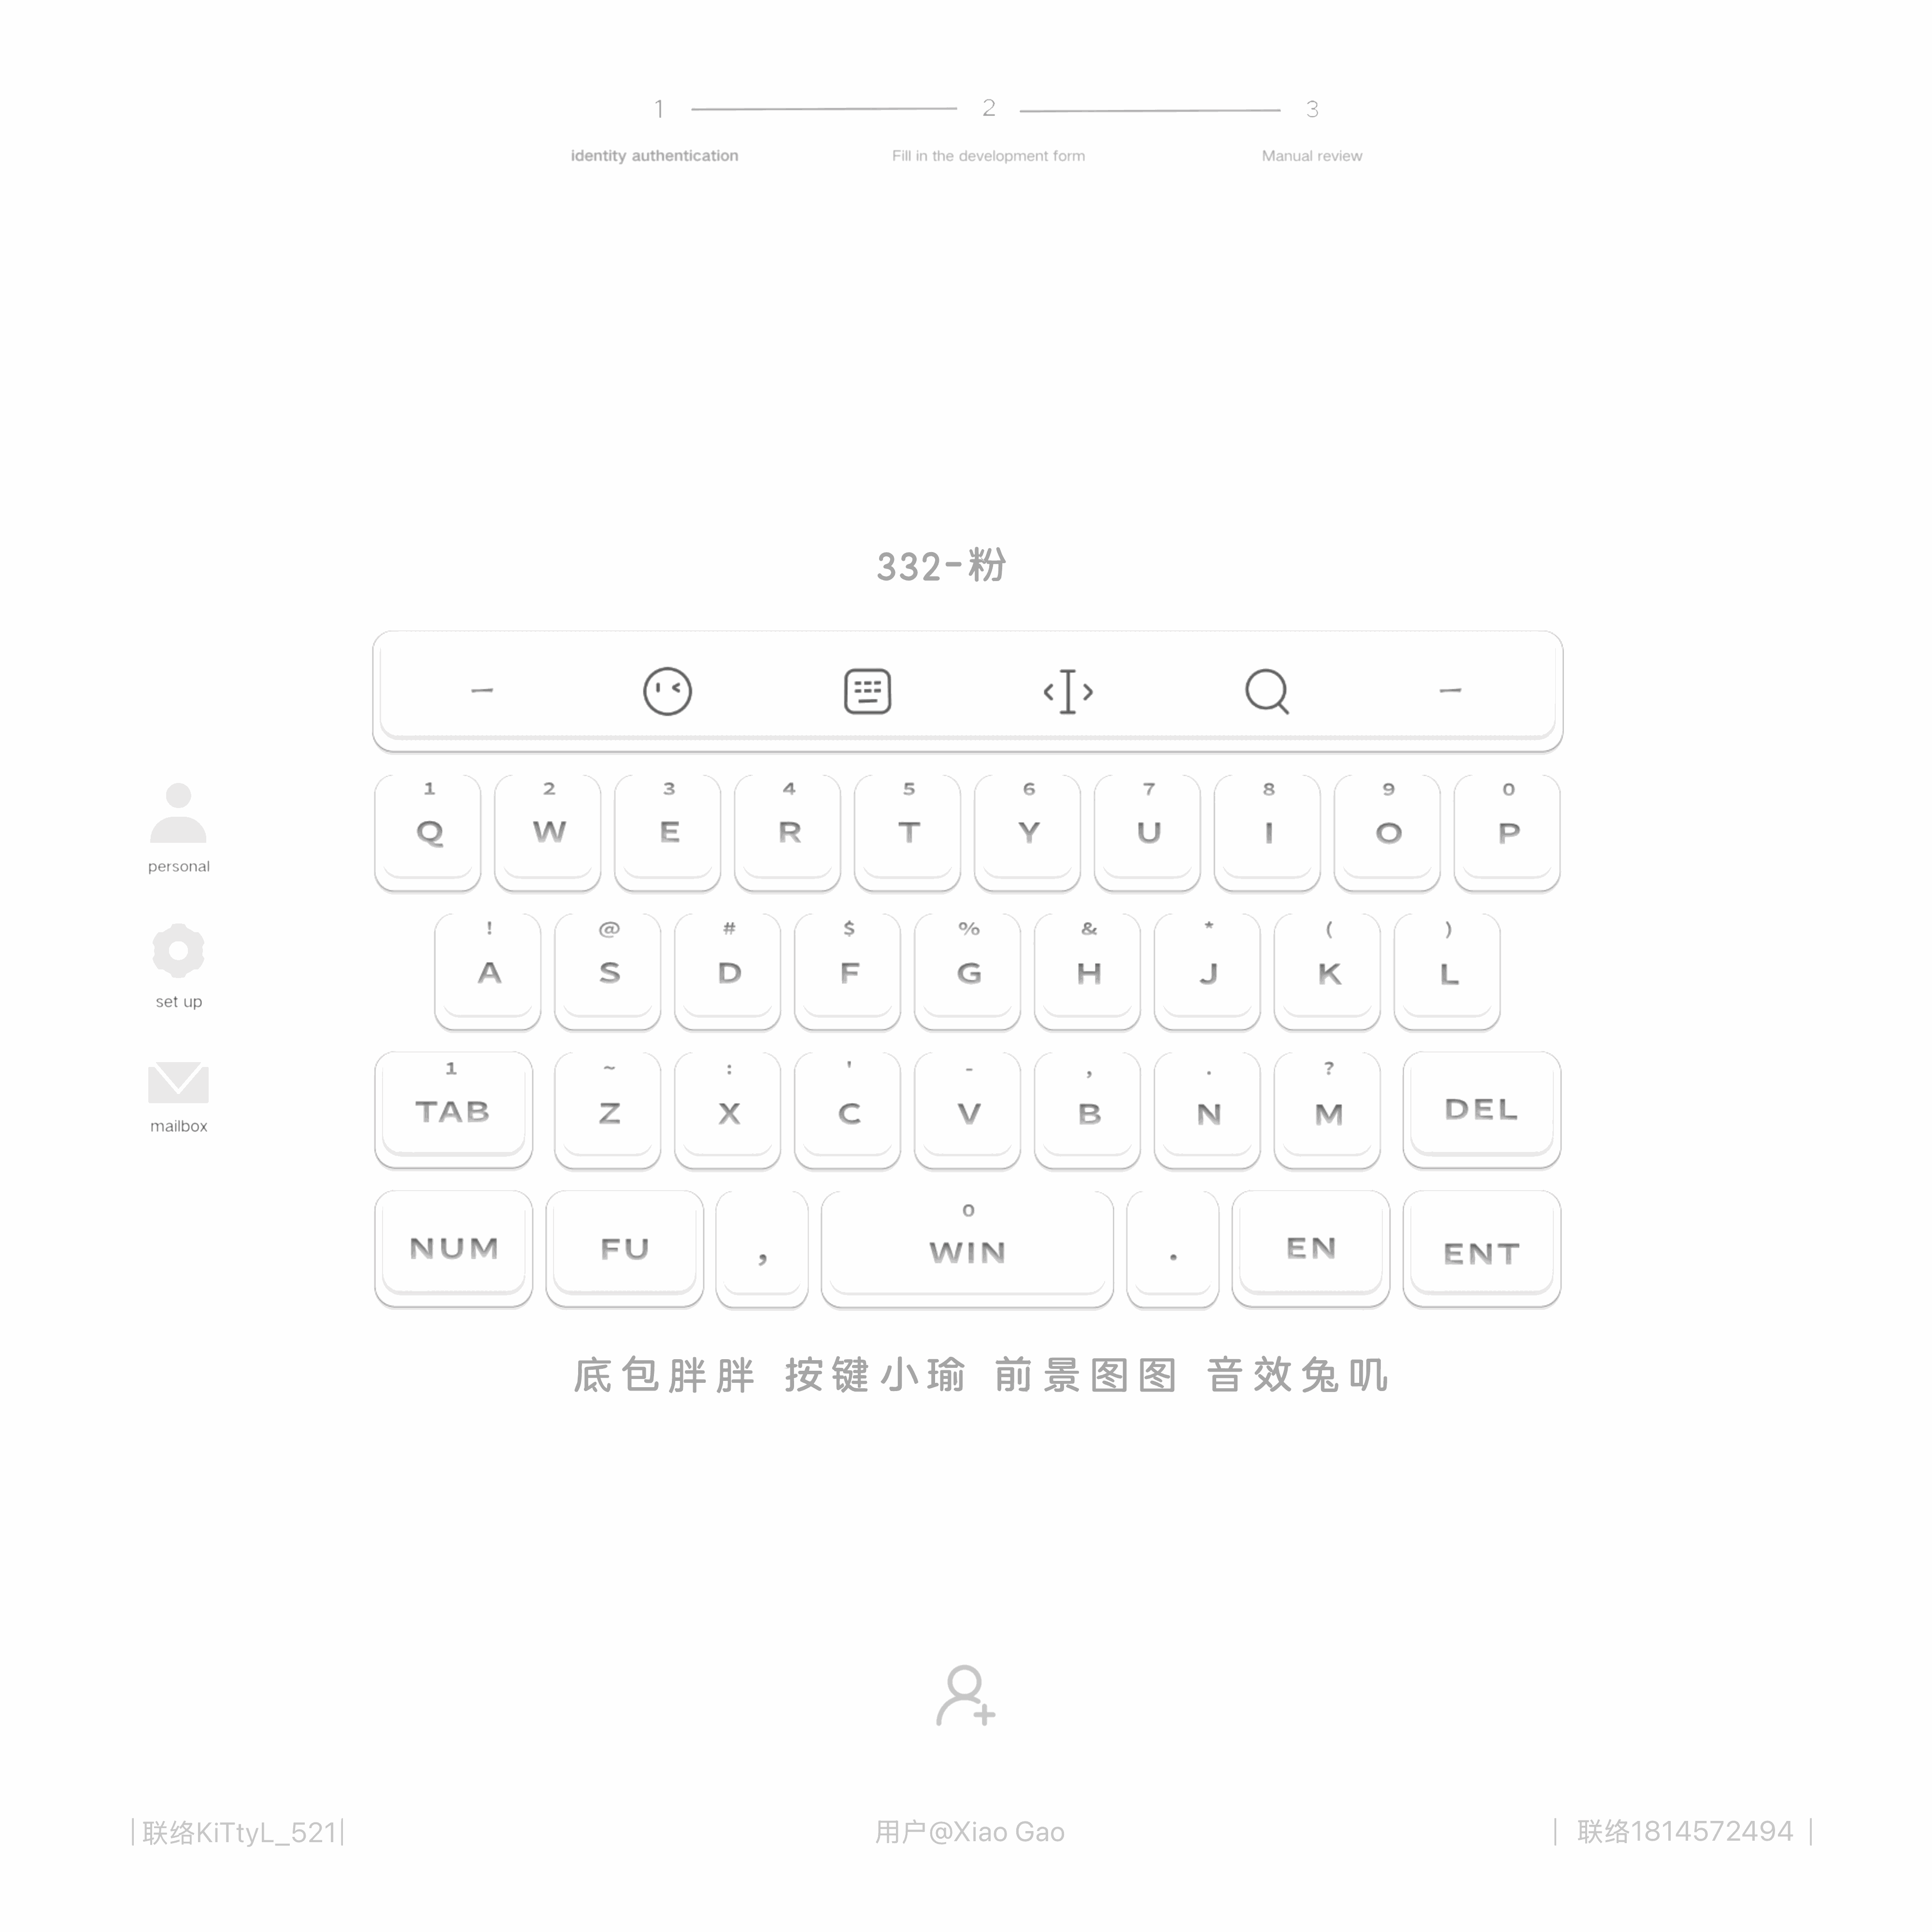 1 2 3
identity authentication Fill in the development form Manual review
332-粉
1 2 3 4 5 6 7 8 9 0
Q W E R T Y U I O P
personal
! @ # $ % & * ( )
A S D F G H J K L
set up
1 ~ : ' - , . ?
TAB Z X C V B N M DEL
mailbox
0
NUM FU , WIN . EN ENT
底包胖胖 按键小瑜 前景图图 音效兔叽
|联络KiTtyL_521| 用户@Xiao Gao | 联络1814572494 |